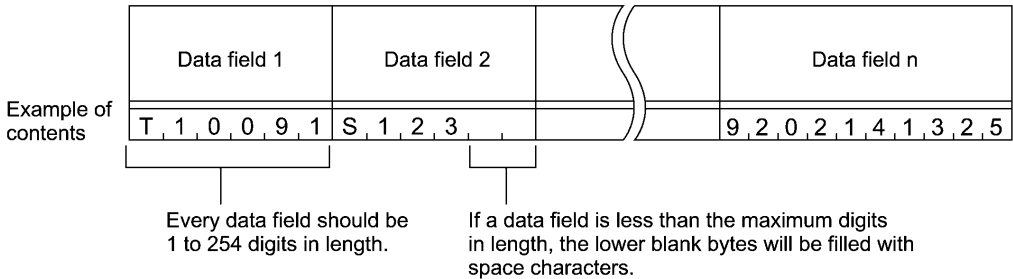 Data field 1 Data field 2 Data field n
Example of
contents
T 1 0 0 9 1 S 1 2 3 9 2 0 2 1 4 1 3 2 5
Every data field should be
1 to 254 digits in length.
If a data field is less than the maximum digits
in length, the lower blank bytes will be filled with
space characters.